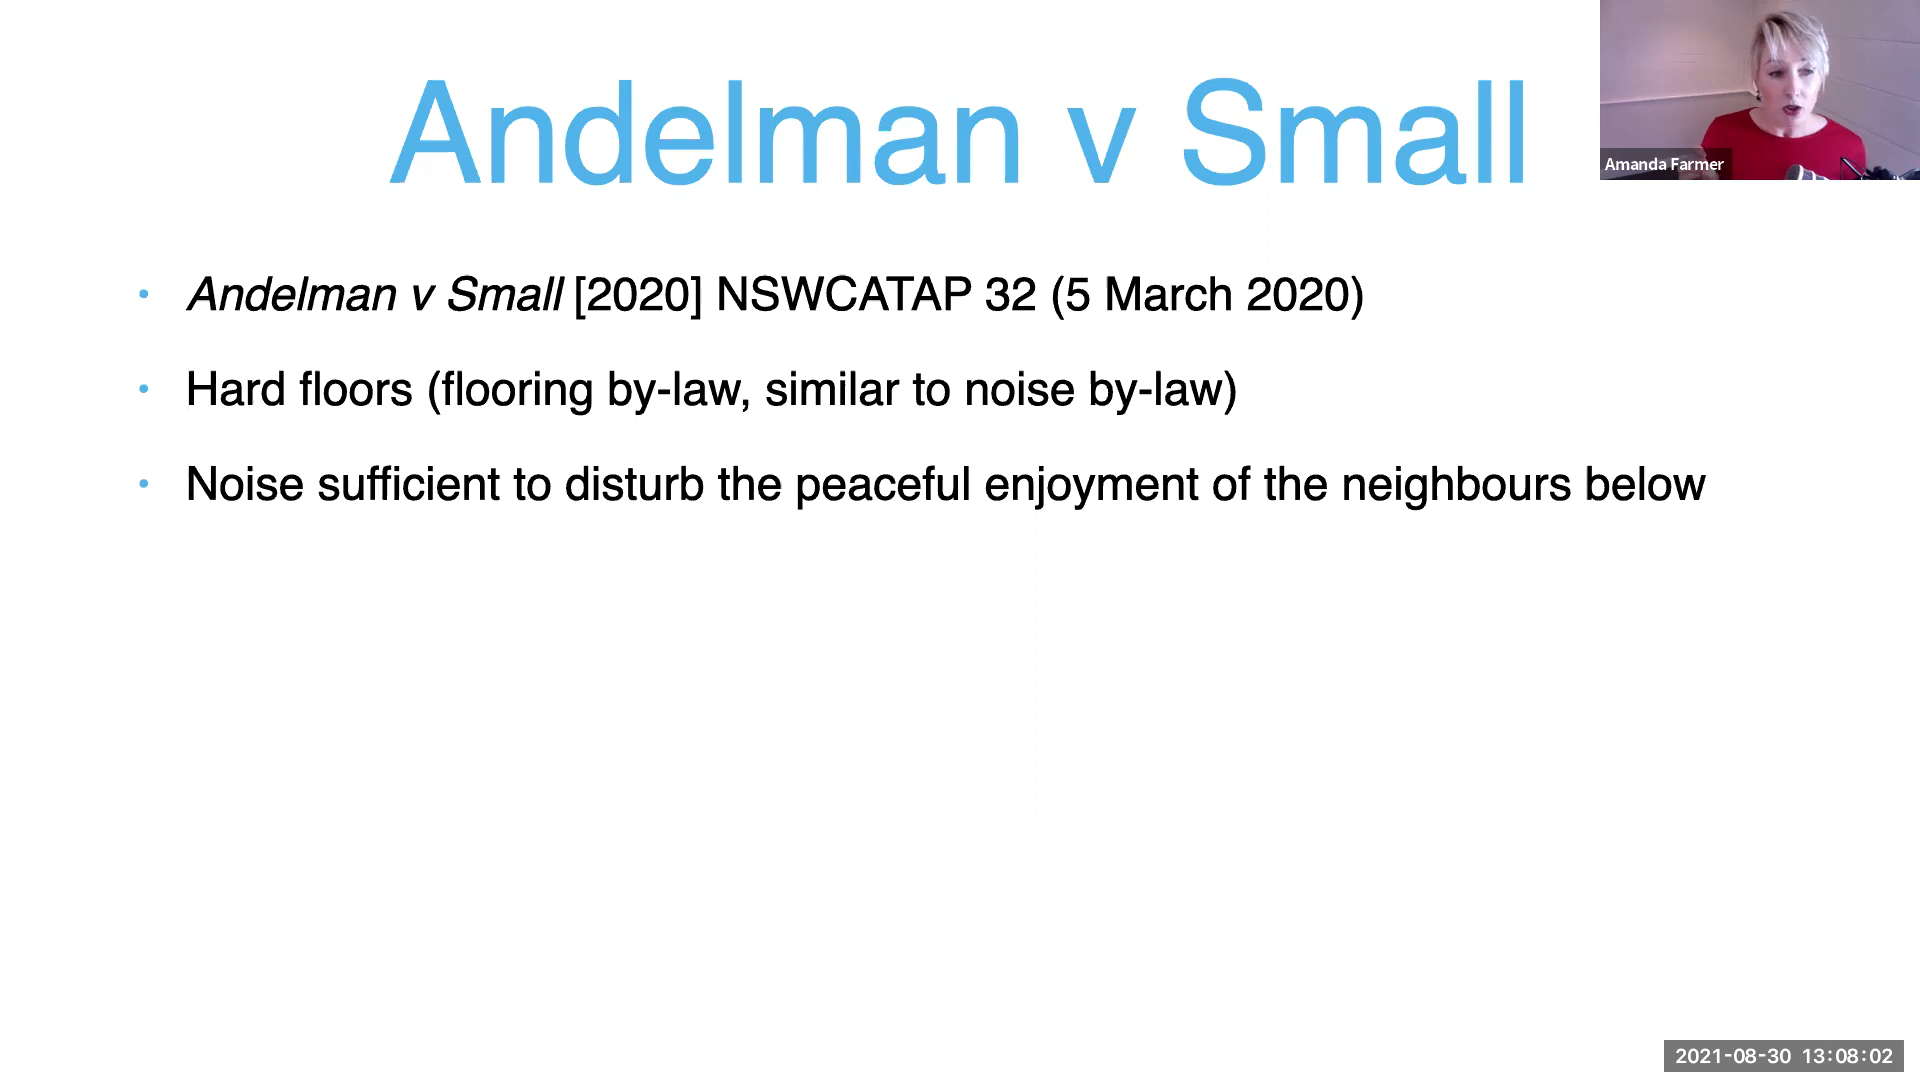 Andelman v Small
Amanda Farmer
• Andelman v Small [2020] NSWCATAP 32 (5 March 2020)
• Hard floors (flooring by-law, similar to noise by-law)
• Noise sufficient to disturb the peaceful enjoyment of the neighbours below
2021-08-30 13:08:02